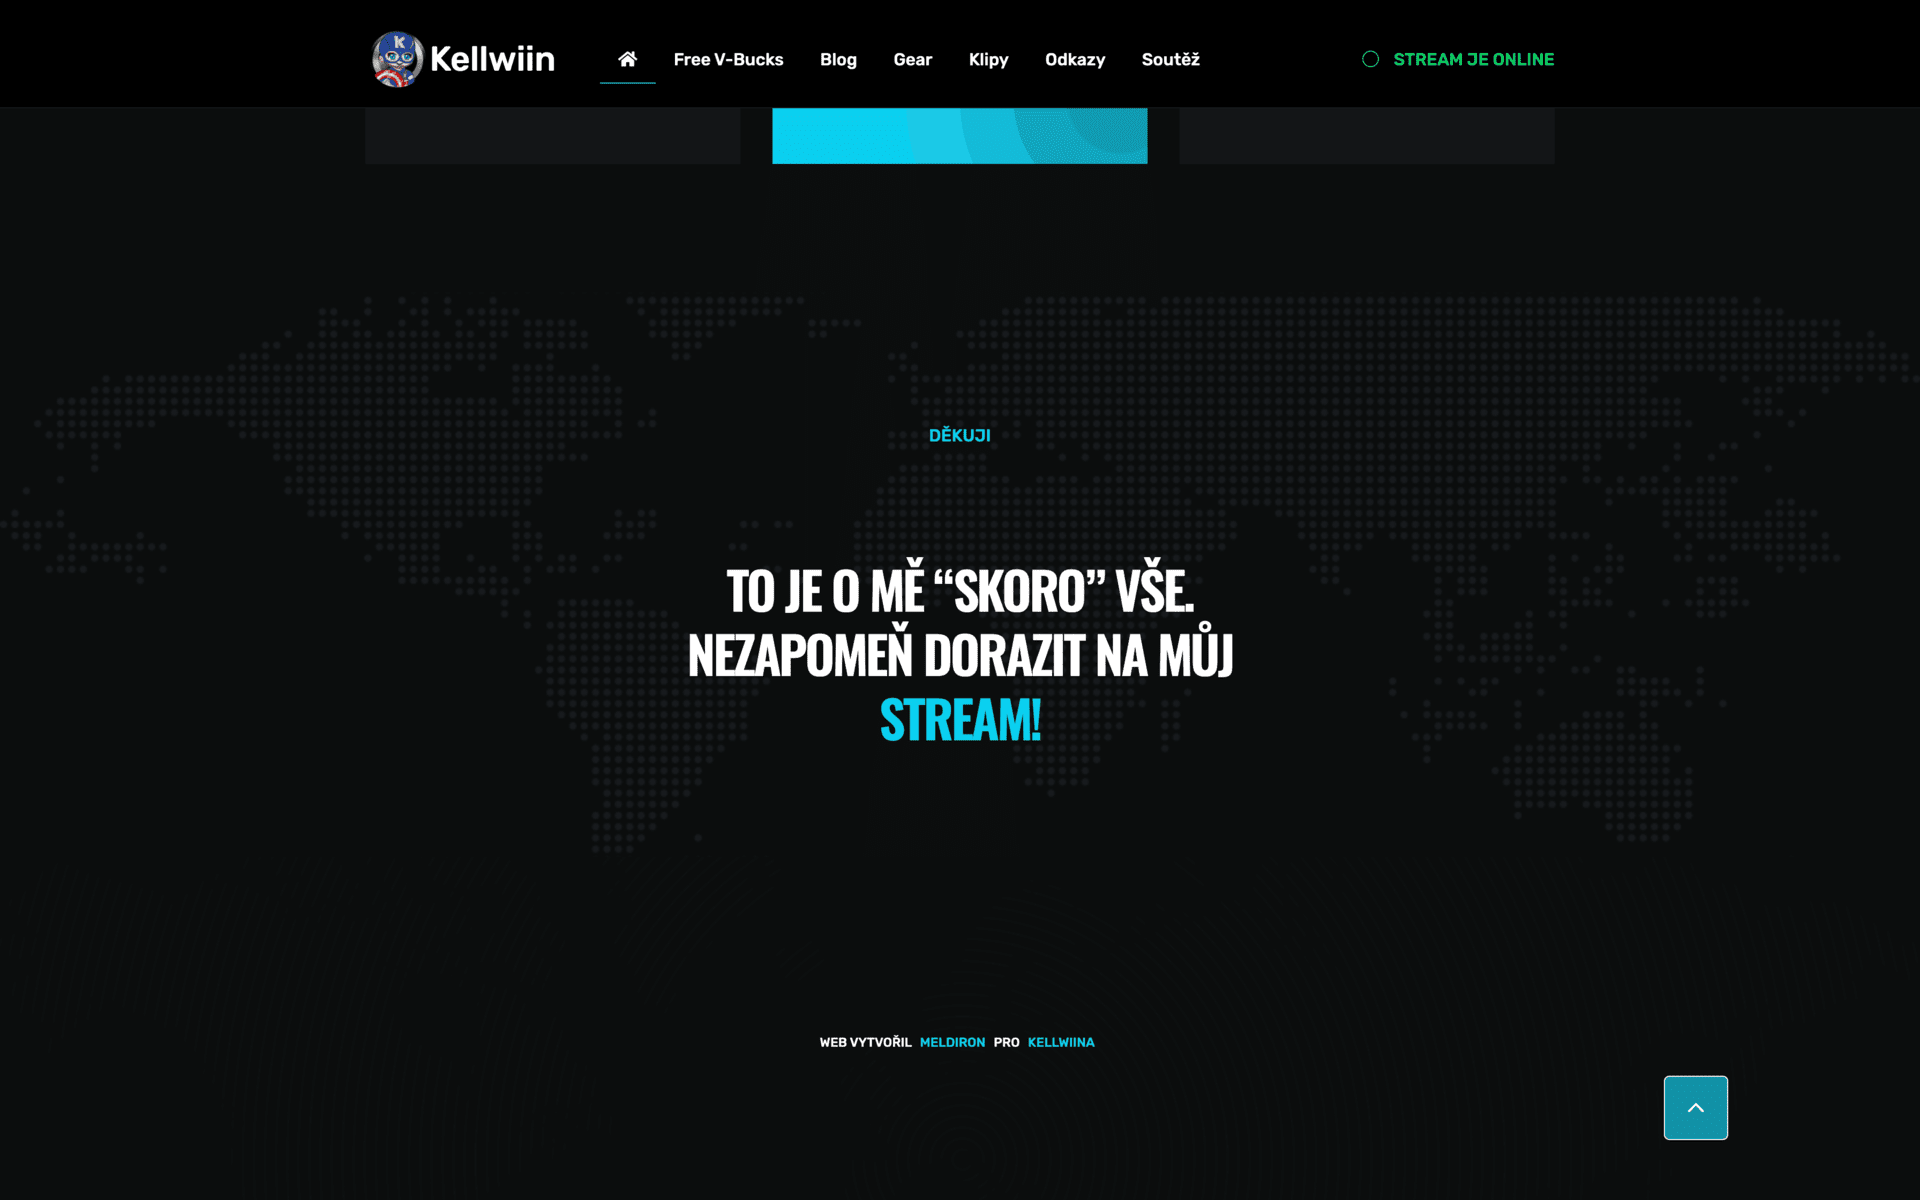 K
Kellwiin
Free V-Bucks
Blog
Gear
Klipy
Odkazy
Soutěž
STREAM JE ONLINE
DĚKUJI
TO JE O MĚ “SKORO” VŠE.
NEZAPOMEŇ DORAZIT NA MŮJ
STREAM!
WEB VYTVOŘIL MELDIRON PRO KELLWIINA